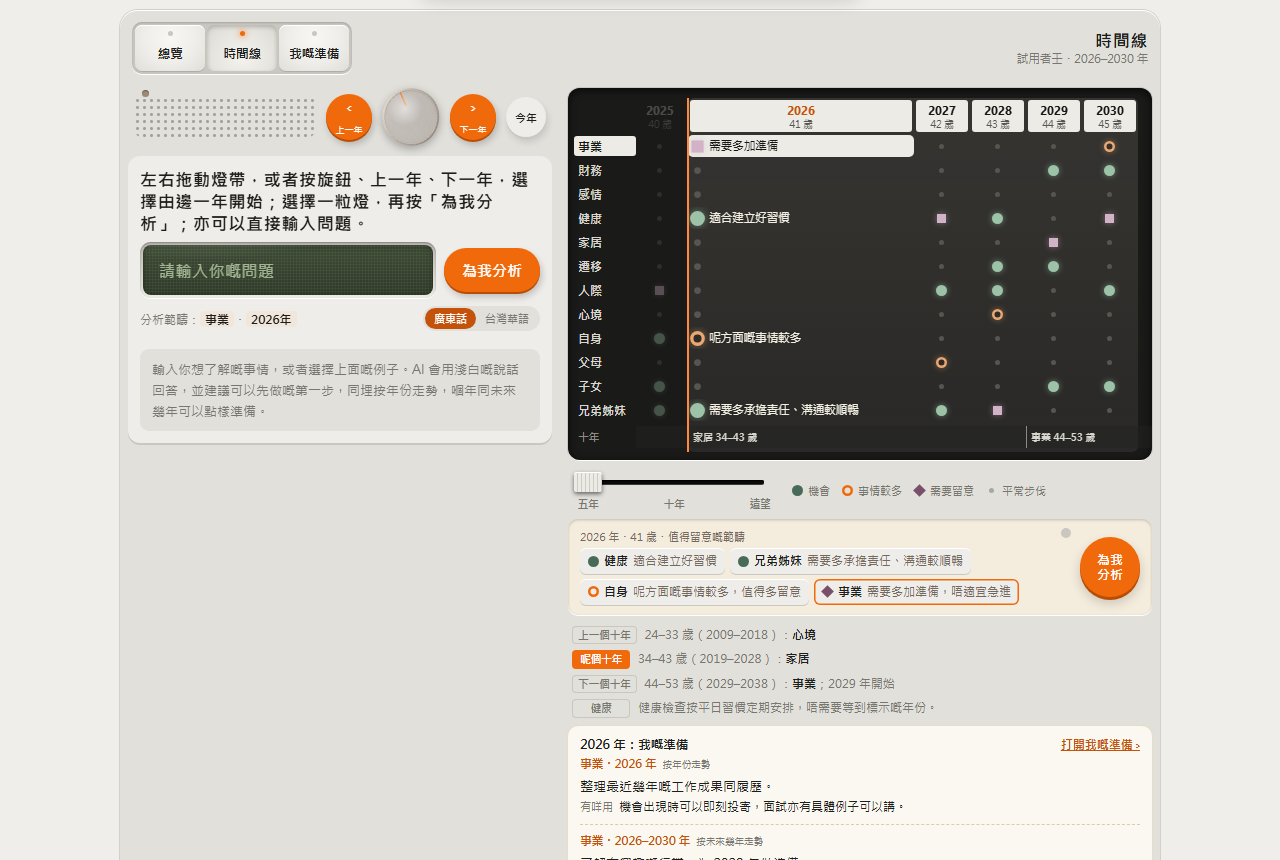 總覽
時間線
我嘅準備
時間線
試用者壬 · 2026–2030 年
‹
上一年
›
下一年
今年
左右拖動燈帶，或者按旋鈕、上一年、下一年，選
擇由邊一年開始；選擇一粒燈，再按「為我分
析」；亦可以直接輸入問題。
請輸入你嘅問題
為我分析
分析範疇： 事業 · 2026年
廣東話
台灣華語
輸入你想了解嘅事情，或者選擇上面嘅例子。AI 會用淺白嘅說話
回答，並建議可以先做嘅第一步，同埋按年份走勢，嗰年同未來
幾年可以點樣準備。
2025
40 歲
2026
41 歲
2027
42 歲
2028
43 歲
2029
44 歲
2030
45 歲
事業
需要多加準備
財務
感情
健康
適合建立好習慣
家居
遷移
人際
心境
自身
呢方面嘅事情較多
父母
子女
兄弟姊妹
需要多承擔責任、溝通較順暢
十年
家居 34–43 歲
事業 44–53 歲
五年
十年
遠望
機會
事情較多
需要留意
平常步伐
2026 年 · 41 歲 · 值得留意嘅範疇
健康 適合建立好習慣
兄弟姊妹 需要多承擔責任、溝通較順暢
自身 呢方面嘅事情較多，值得多留意
事業 需要多加準備，唔適宜急進
為我
分析
上一個十年 24–33 歲（2009–2018）：心境
呢個十年 34–43 歲（2019–2028）：家居
下一個十年 44–53 歲（2029–2038）：事業；2029 年開始
健康 健康檢查按平日習慣定期安排，唔需要等到標示嘅年份。
2026 年：我嘅準備
打開我嘅準備 ›
事業 · 2026 年 按年份走勢
整理最近幾年嘅工作成果同履歷。
有咩用 機會出現時可以即刻投寄，面試亦有具體例子可以講。
事業 · 2026–2030 年 按未來幾年走勢